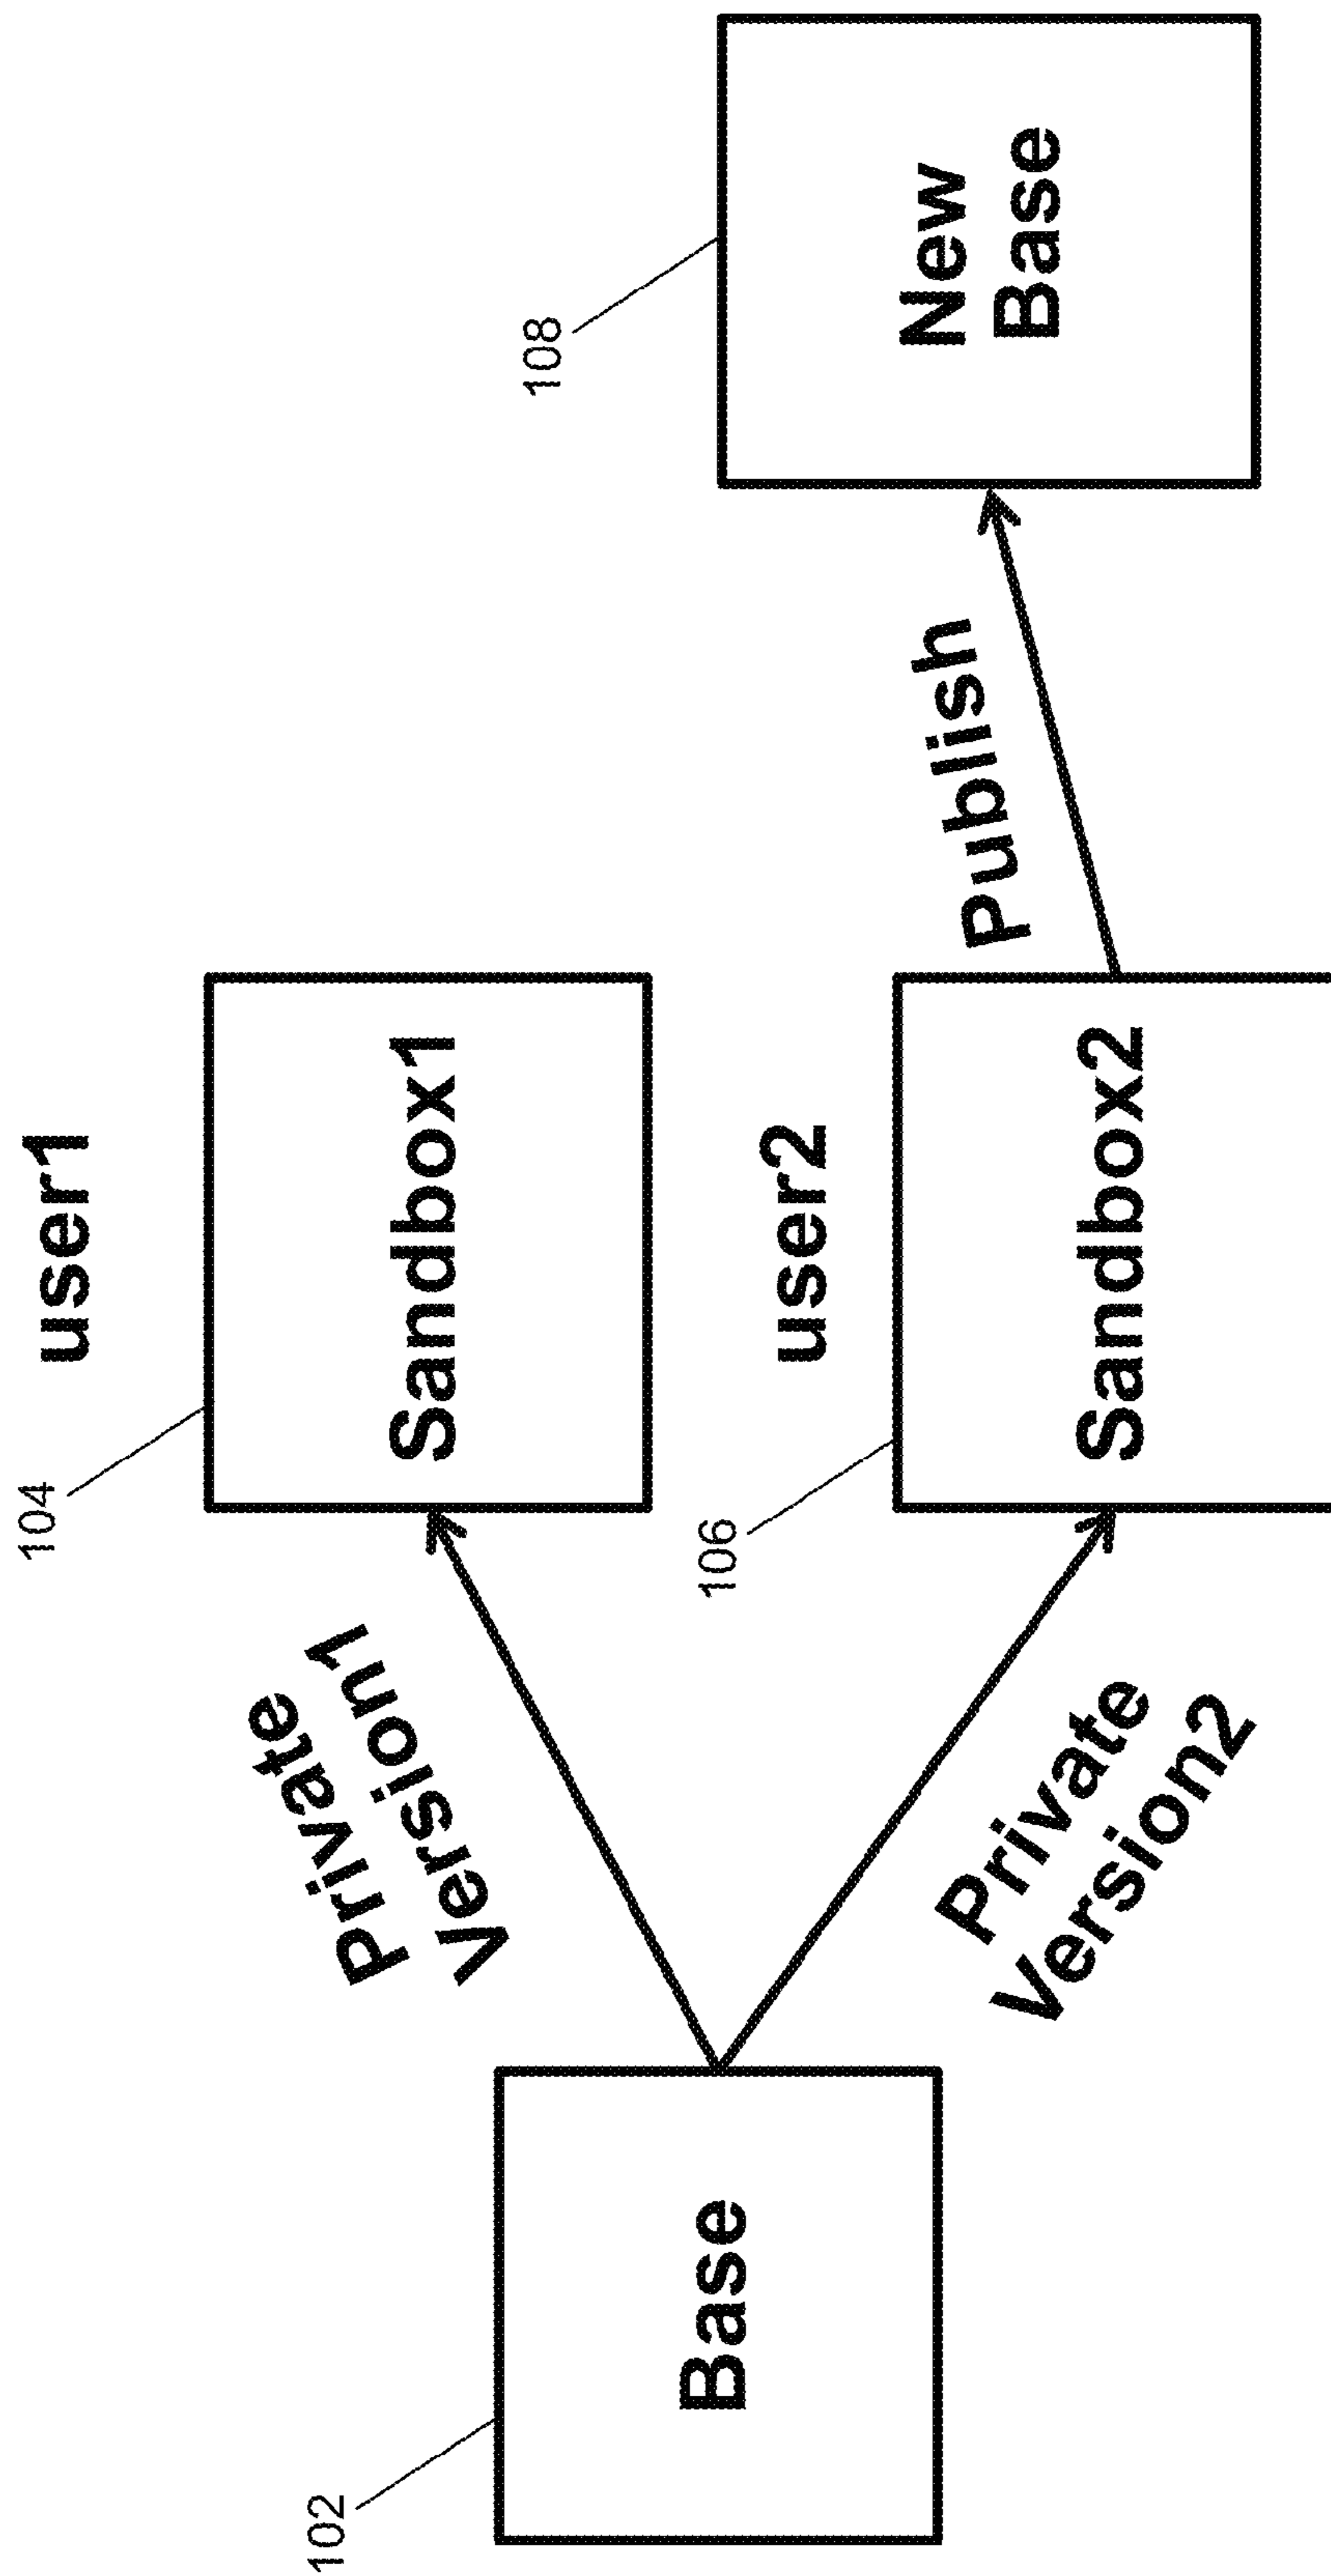 user1
104
Sandbox1
Private
Version1
102
Base
user2
106
Sandbox2
Private
Version2
Publish
108
New
Base